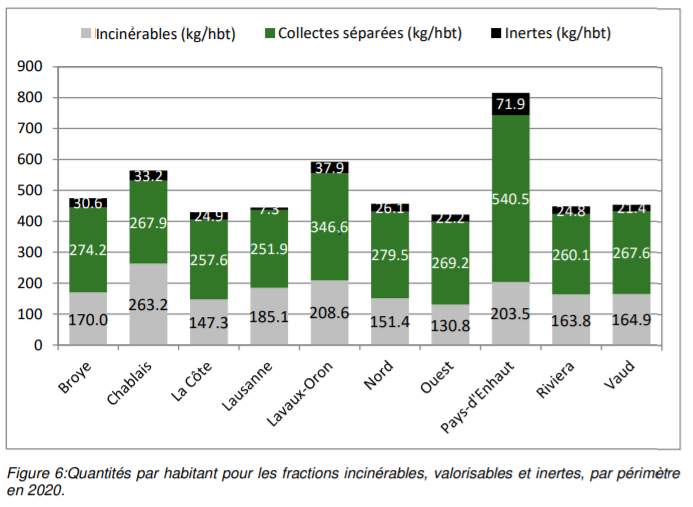 Incinérables (kg/hbt) Collectes séparées (kg/hbt) Inertes (kg/hbt)
900
800
700
600
500
400
300
200
100
0
30.6 33.2 24.9 7.3 37.9 26.1 22.2 71.9 24.8 21.4
274.2 267.9 257.6 251.9 346.6 279.5 269.2 540.5 260.1 267.6
170.0 263.2 147.3 185.1 208.6 151.4 130.8 203.5 163.8 164.9
Broye Chablais La Côte Lausanne Lavaux-Oron Nord Ouest Pays-d'Enhaut Riviera Vaud
Figure 6:Quantités par habitant pour les fractions incinérables, valorisables et inertes, par périmètre
en 2020.